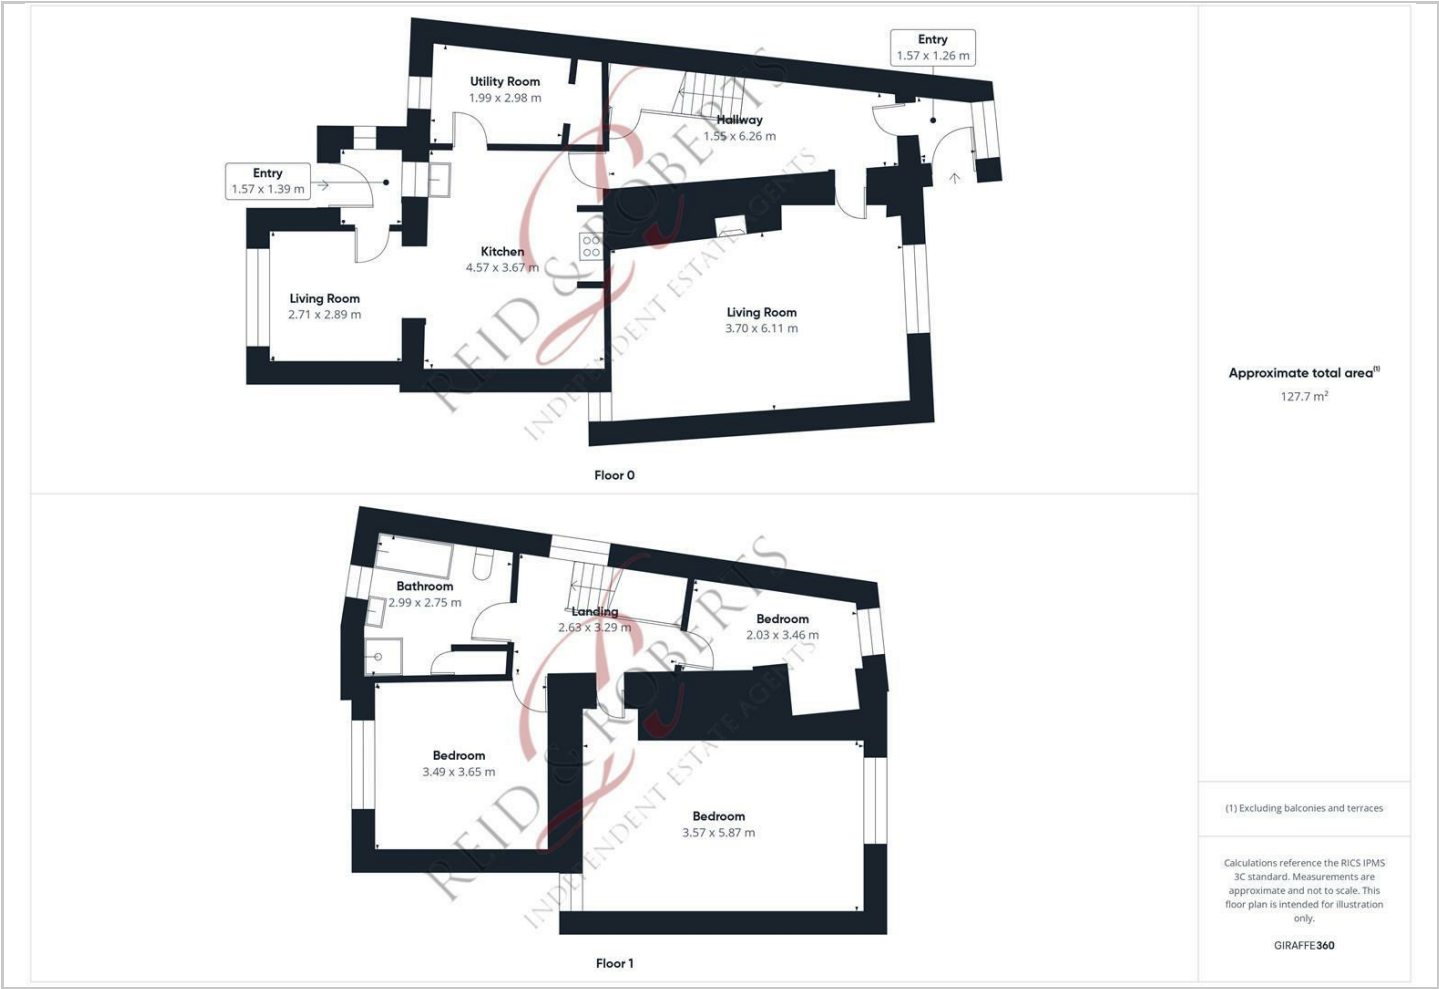 Entry
1.57 x 1.26 m
Utility Room
1.99 x 2.98 m
Hallway
1.55 x 6.26 m
Entry
1.57 x 1.39 m
Kitchen
4.57 x 3.67 m
Living Room
2.71 x 2.89 m
Living Room
3.70 x 6.11 m
REID & ROBERTS
INDEPENDENT ESTATE AGENTS
Floor 0
Approximate total area(1)
127.7 m²
Bathroom
2.99 x 2.75 m
Landing
2.63 x 3.29 m
Bedroom
2.03 x 3.46 m
Bedroom
3.49 x 3.65 m
Bedroom
3.57 x 5.87 m
REID & ROBERTS
INDEPENDENT ESTATE AGENTS
Floor 1
(1) Excluding balconies and terraces
Calculations reference the RICS IPMS
3C standard. Measurements are
approximate and not to scale. This
floor plan is intended for illustration
only.
GIRAFFE360